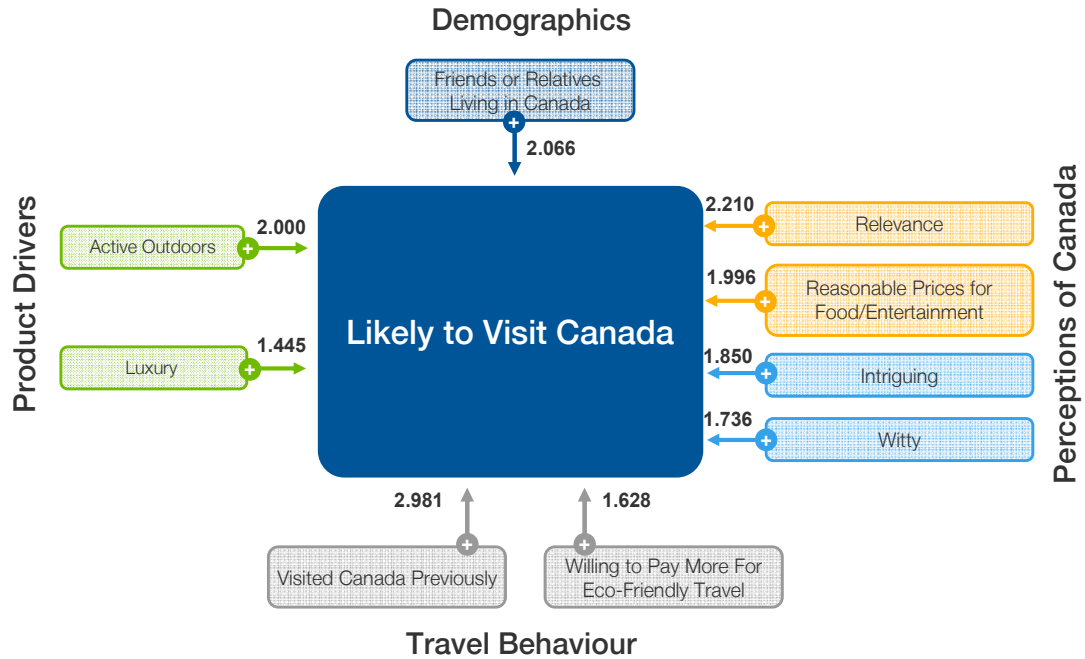 Demographics
Friends or Relatives
Living in Canada
+
2.066
Product Drivers
Active Outdoors
+
2.000
Luxury
+
1.445
Likely to Visit Canada
2.210
+
Relevance
1.996
+
Reasonable Prices for
Food/Entertainment
1.850
+
Intriguing
1.736
+
Witty
Perceptions of Canada
2.981
+
Visited Canada Previously
1.628
+
Willing to Pay More For
Eco-Friendly Travel
Travel Behaviour